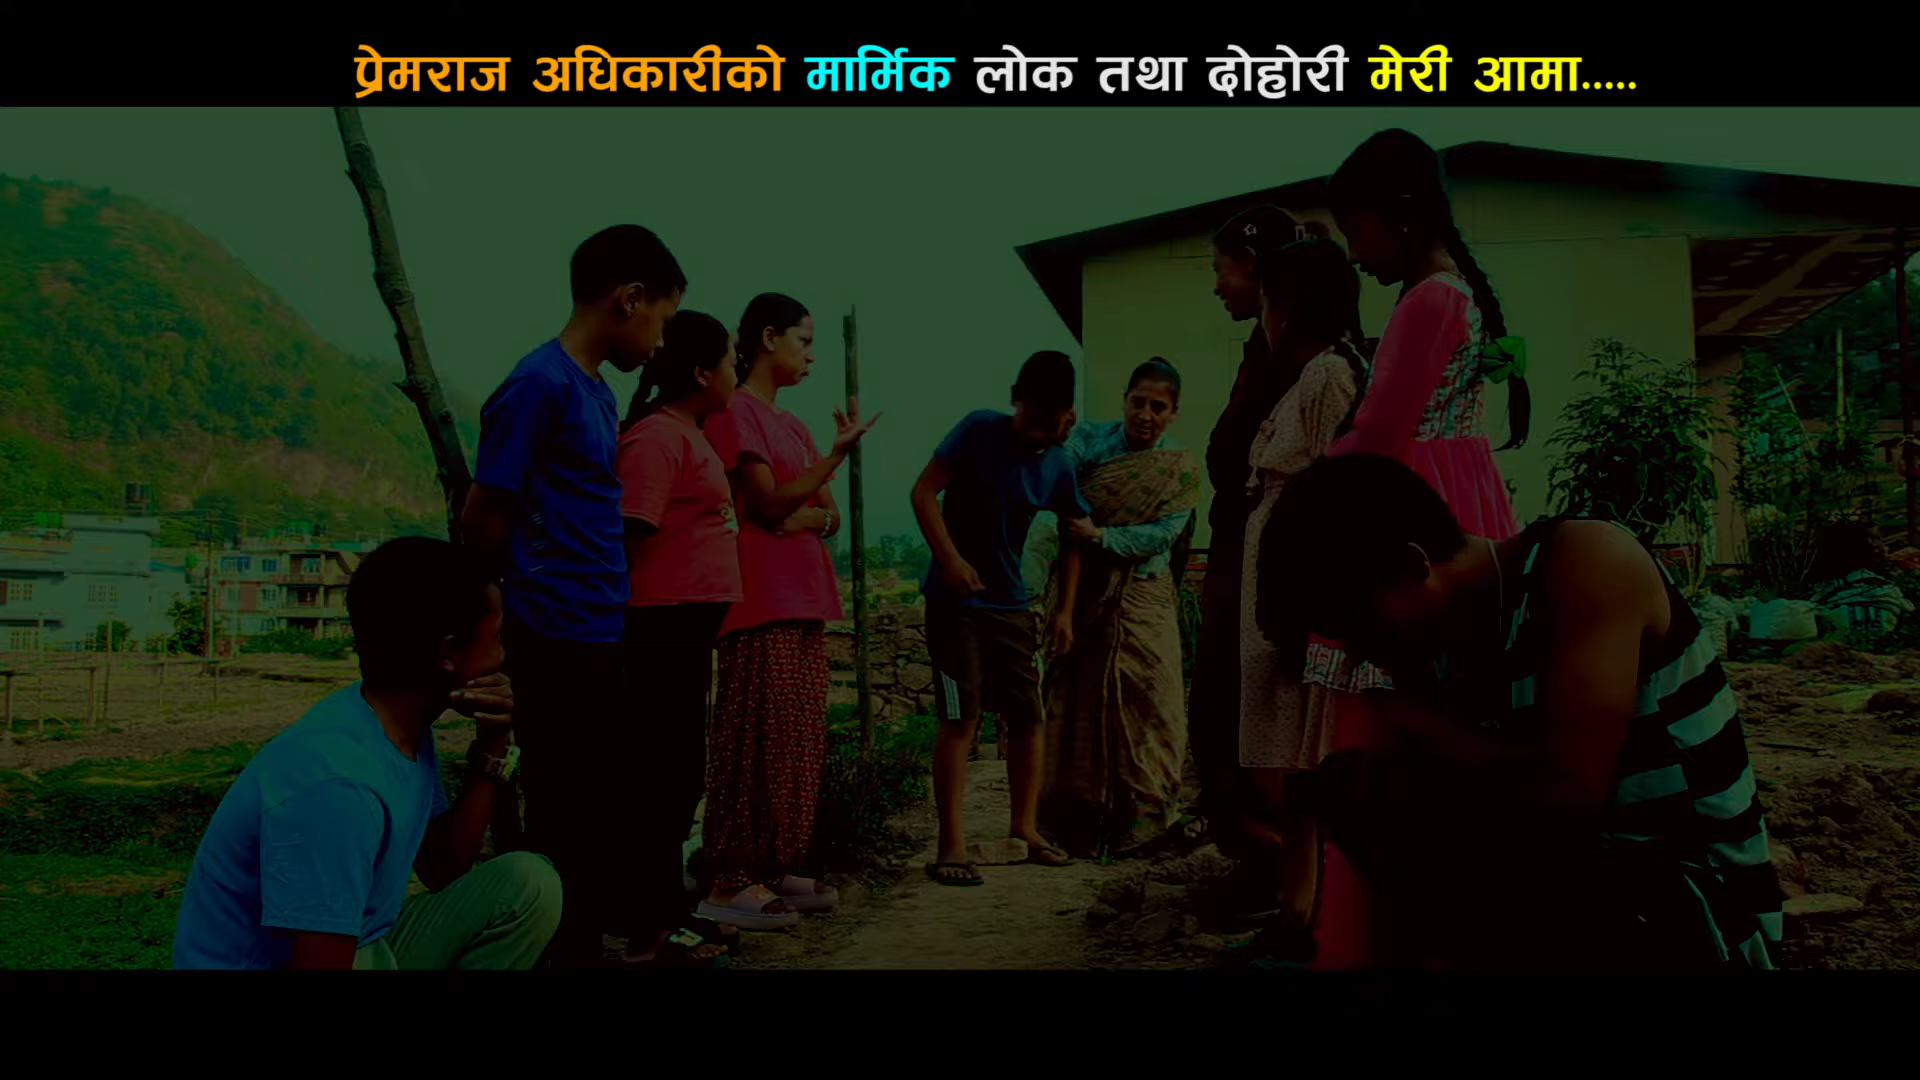 प्रेमराज अधिकारीको मार्मिक लोक तथा दोहोरी मेरी आमा.....